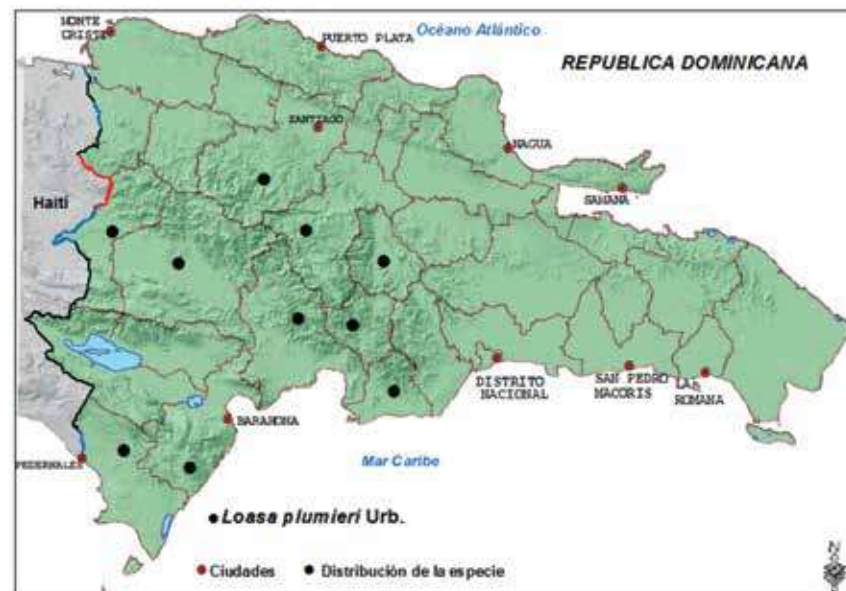 MONTE
CRISTI
PUERTO PLATA
Océano Atlántico
REPUBLICA DOMINICANA
SANTIAGO
NAGUA
SAMANA
Haití
DISTRITO
NACIONAL
SAN PEDRO
MACORIS
LA
ROMANA
BARAHONA
PEDERNALES
Mar Caribe
Loasa plumieri Urb.
Ciudades
Distribución de la especie
N